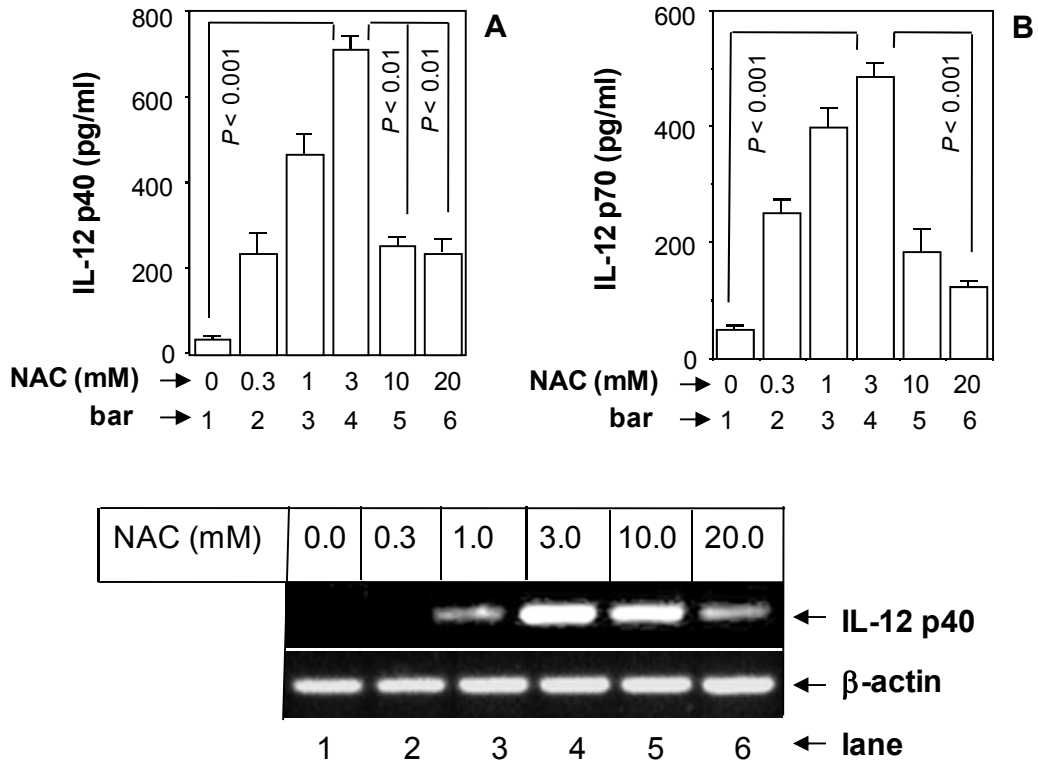 A
IL-12 p40 (pg/ml)
800
600
400
200
0
P < 0.001
P < 0.01
P < 0.01
NAC (mM) → 0 0.3 1 3 10 20
bar → 1 2 3 4 5 6
B
IL-12 p70 (pg/ml)
600
400
200
0
P < 0.001
P < 0.001
NAC (mM) → 0 0.3 1 3 10 20
bar → 1 2 3 4 5 6
NAC (mM) 0.0 0.3 1.0 3.0 10.0 20.0
← IL-12 p40
← β-actin
1 2 3 4 5 6 ← lane